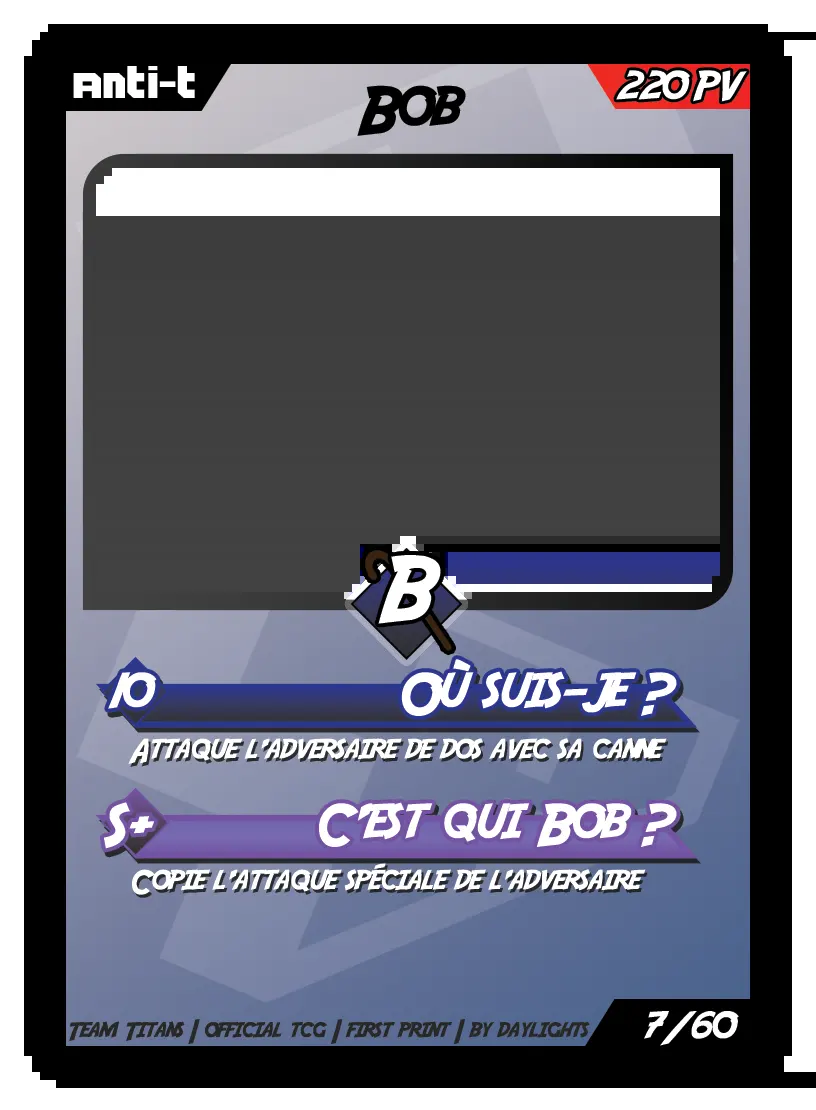 anti-t
BOB
220 PV
B
10
OÙ SUIS-JE ?
ATTAQUE L'ADVERSAIRE DE DOS AVEC SA CANNE
S+
C'EST QUI BOB ?
COPIE L'ATTAQUE SPÉCIALE DE L'ADVERSAIRE
TEAM TITANS | OFFICIAL TCG | FIRST PRINT | BY DAYLIGHTS
7/60